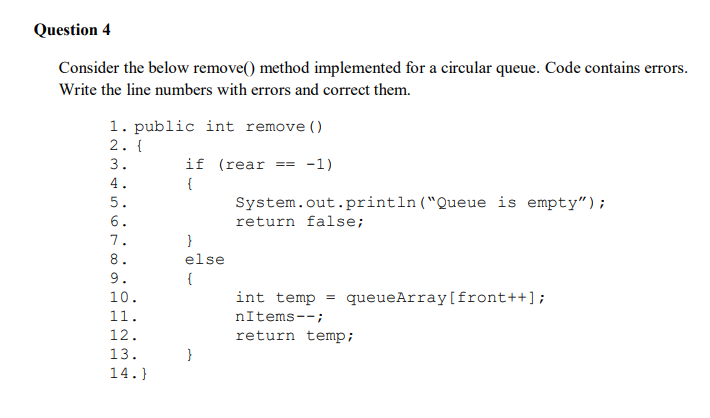 Question 4
Consider the below remove() method implemented for a circular queue. Code contains errors.
Write the line numbers with errors and correct them.
1. public int remove()
2. {
3. if (rear == -1)
4. {
5. System.out.println(“Queue is empty”);
6. return false;
7. }
8. else
9. {
10. int temp = queueArray[front++];
11. nItems--;
12. return temp;
13. }
14.}